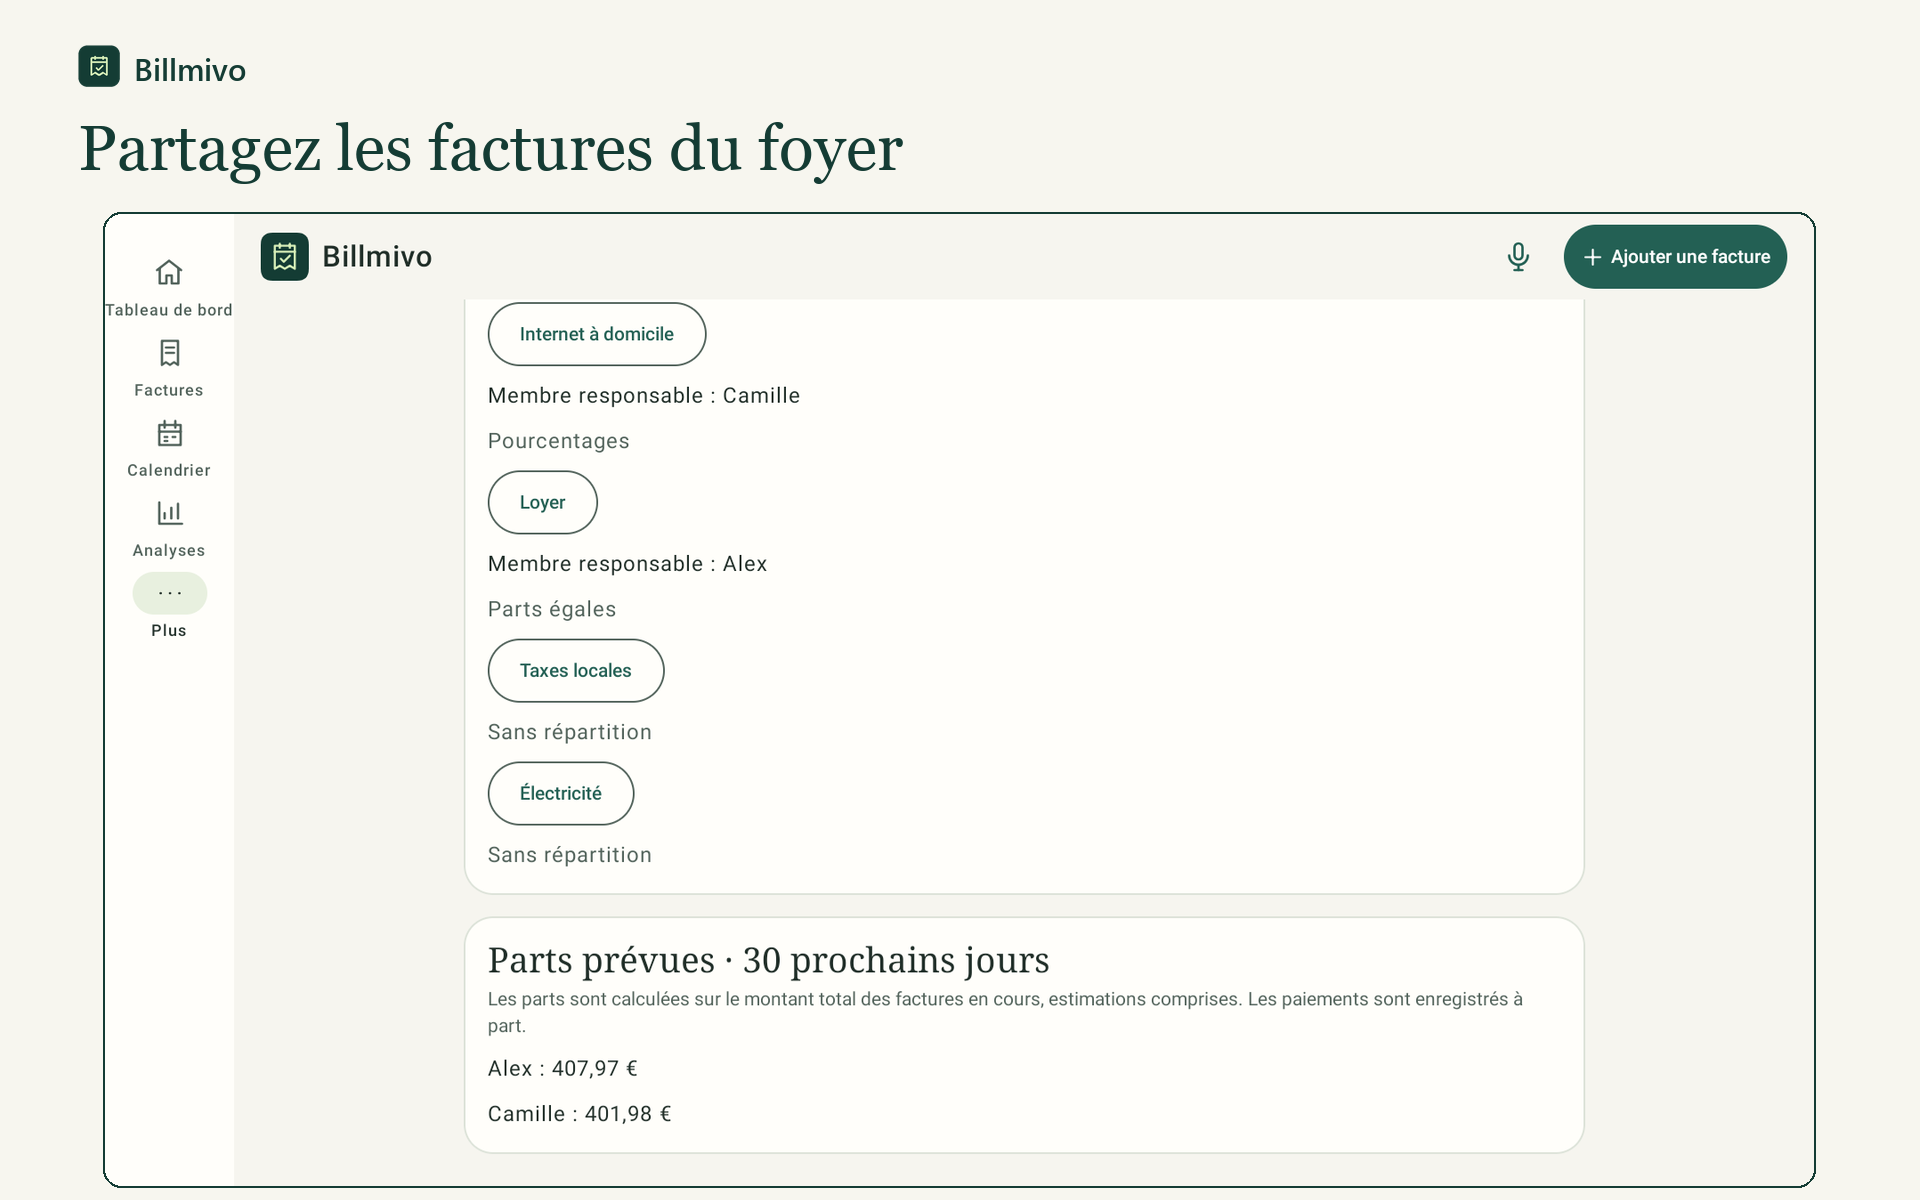 Billmivo
Partagez les factures du foyer
Billmivo
Ajouter une facture
Tableau de bord
Factures
Calendrier
Analyses
Plus
Internet à domicile
Membre responsable : Camille
Pourcentages
Loyer
Membre responsable : Alex
Parts égales
Taxes locales
Sans répartition
Électricité
Sans répartition
Parts prévues · 30 prochains jours
Les parts sont calculées sur le montant total des factures en cours, estimations comprises. Les paiements sont enregistrés à
part.
Alex : 407,97 €
Camille : 401,98 €